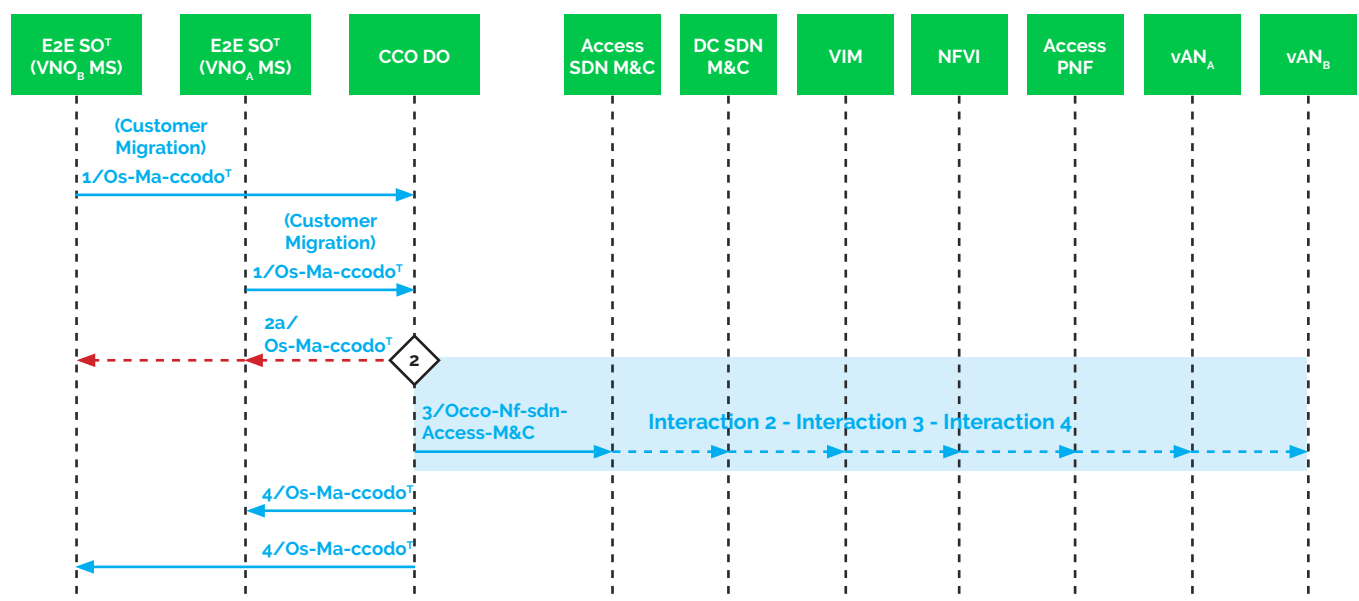 E2E SOᵀ
(VNO_B MS)
E2E SOᵀ
(VNO_A MS)
CCO DO
Access
SDN M&C
DC SDN
M&C
VIM
NFVI
Access
PNF
vAN_A
vAN_B
(Customer
Migration)
1/Os-Ma-ccodoᵀ
(Customer
Migration)
1/Os-Ma-ccodoᵀ
2a/
Os-Ma-ccodoᵀ
2
3/Occo-Nf-sdn-
Access-M&C
Interaction 2 - Interaction 3 - Interaction 4
4/Os-Ma-ccodoᵀ
4/Os-Ma-ccodoᵀ